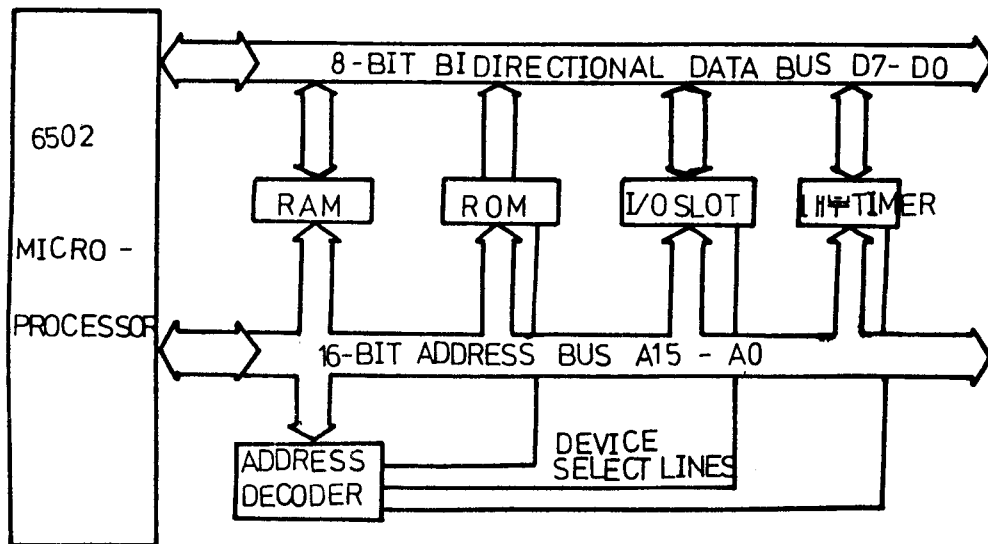 8-BIT BIDIRECTIONAL DATA BUS D7-D0
6502
MICRO-
PROCESSOR
RAM
ROM
I/O SLOT
TIMER
16-BIT ADDRESS BUS A15 - A0
ADDRESS
DECODER
DEVICE
SELECT LINES